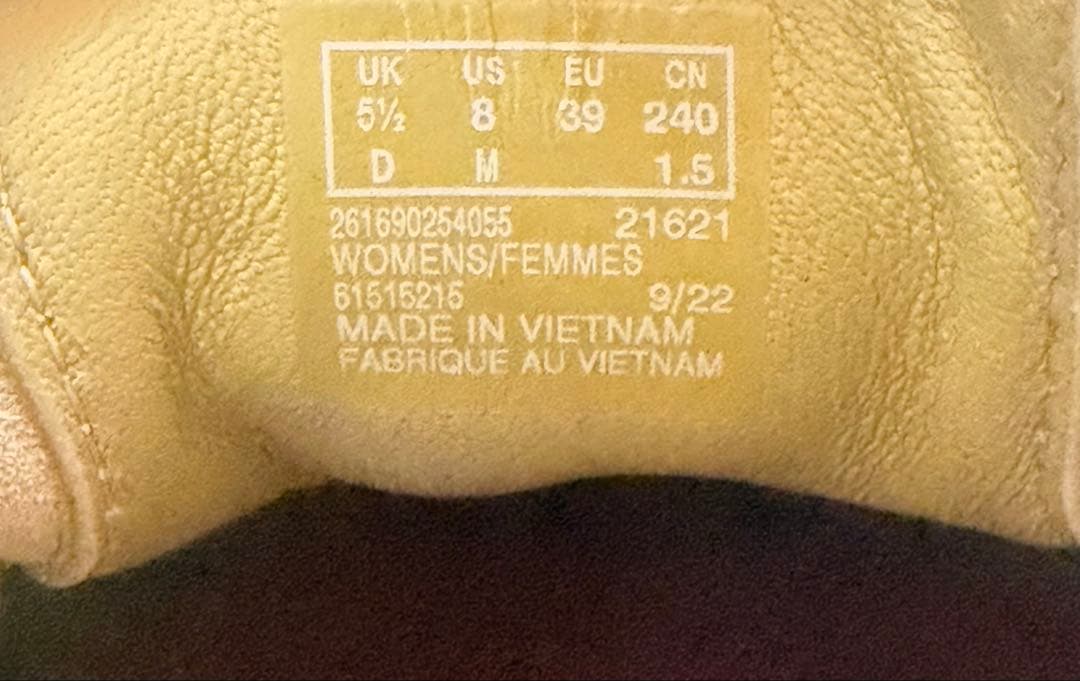 UK US EU CN
5½ 8 39 240
D M 1.5
261690254055 21621
WOMENS/FEMMES
61515215 9/22
MADE IN VIETNAM
FABRIQUE AU VIETNAM